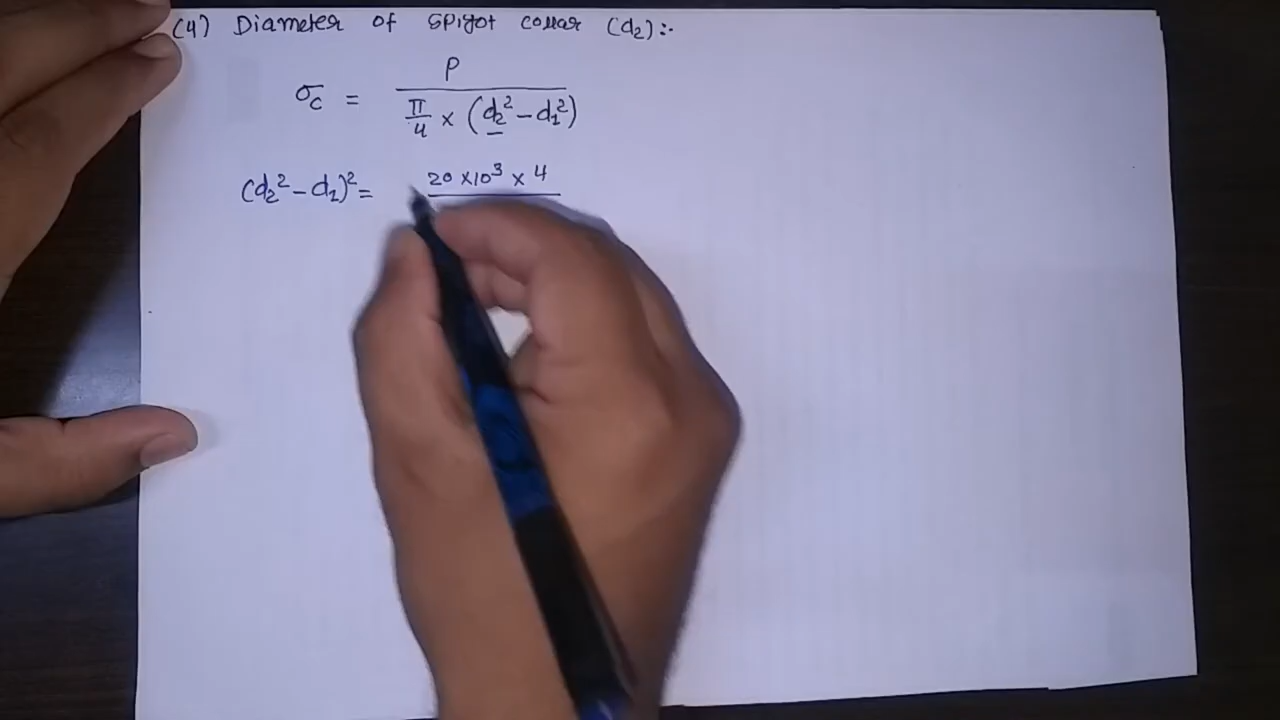 (4) Diameter of Spigot collar (d₂):-
σc = P / (π/4 × (d₂² - d₁²))
(d₂² - d₁)² = 20 × 10³ × 4